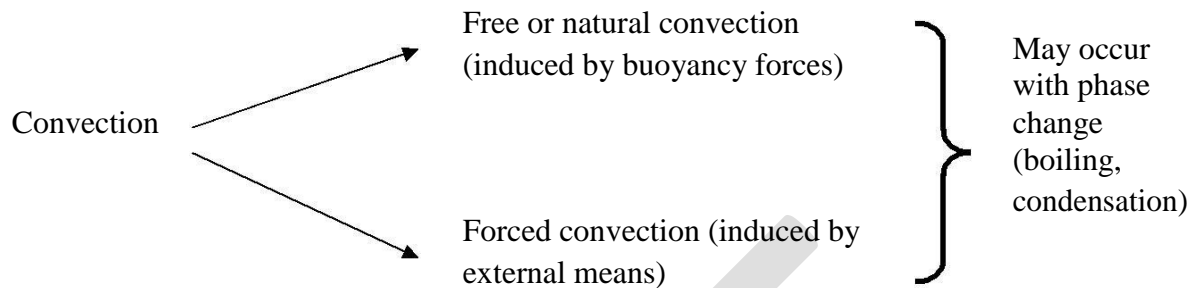 Free or natural convection
(induced by buoyancy forces)
May occur
with phase
change
(boiling,
condensation)
Convection
Forced convection (induced by
external means)